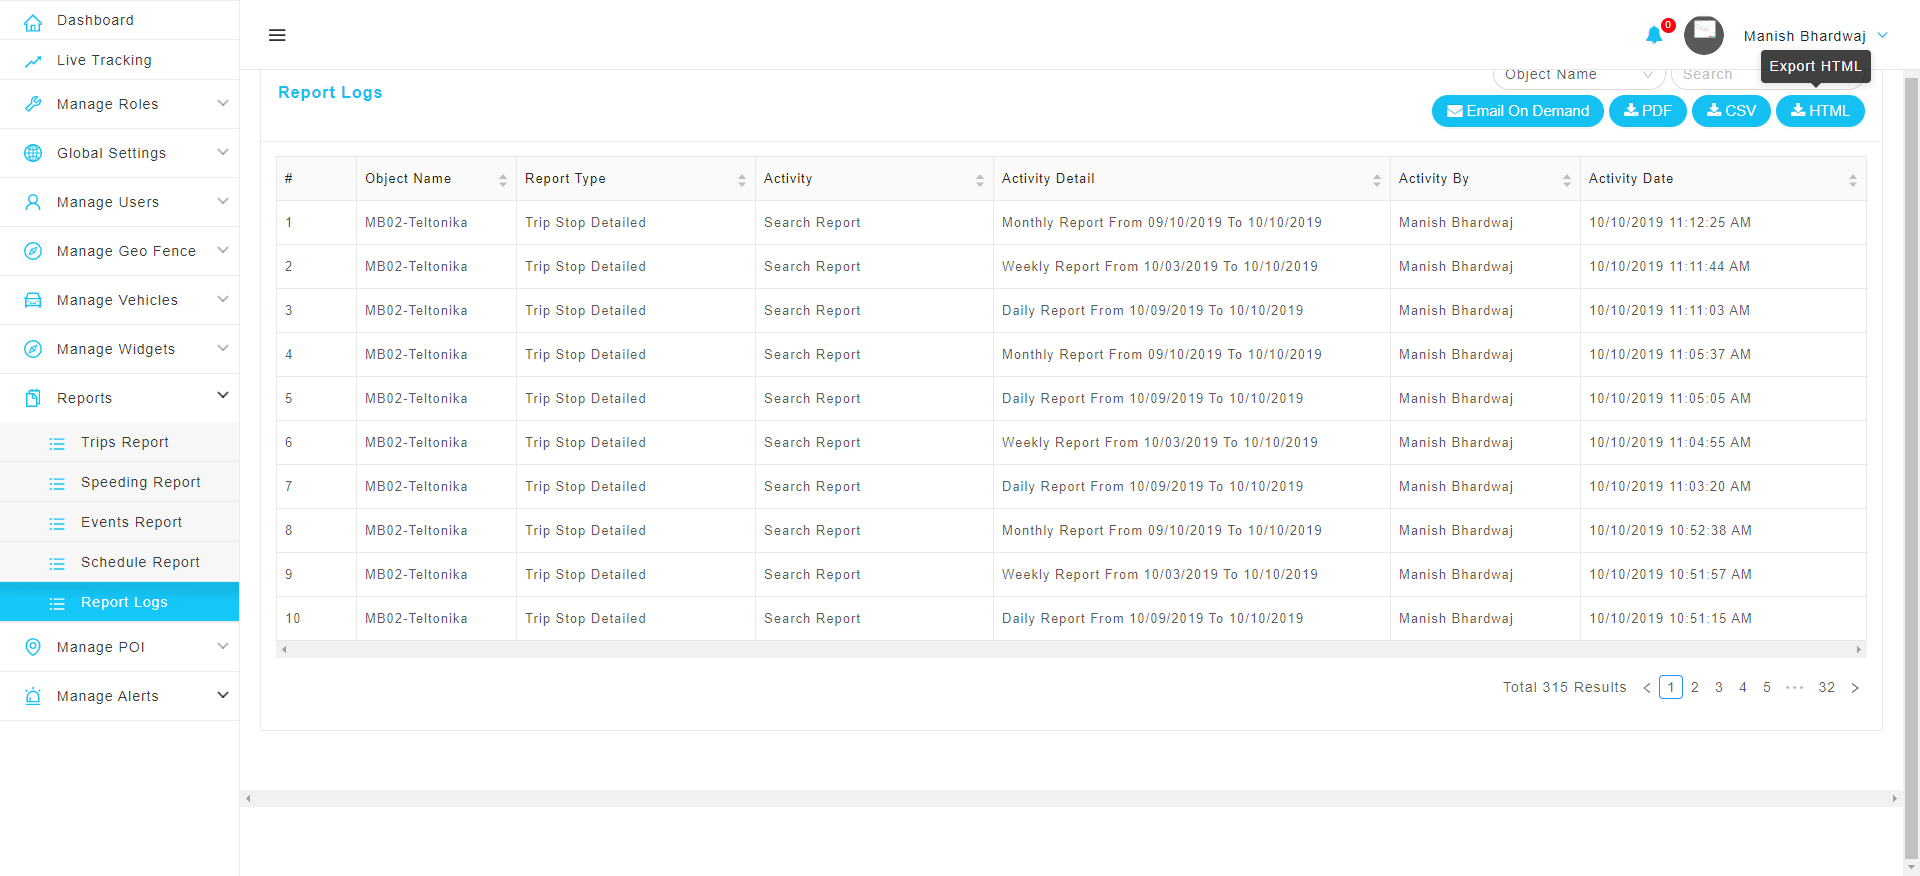 Dashboard
Live Tracking
Manage Roles
Global Settings
Manage Users
Manage Geo Fence
Manage Vehicles
Manage Widgets
Reports
Trips Report
Speeding Report
Events Report
Schedule Report
Report Logs
Manage POI
Manage Alerts
0
Manish Bhardwaj
Export HTML
Report Logs
Object Name
Search
Email On Demand PDF CSV HTML
# Object Name Report Type Activity Activity Detail Activity By Activity Date
1 MB02-Teltonika Trip Stop Detailed Search Report Monthly Report From 09/10/2019 To 10/10/2019 Manish Bhardwaj 10/10/2019 11:12:25 AM
2 MB02-Teltonika Trip Stop Detailed Search Report Weekly Report From 10/03/2019 To 10/10/2019 Manish Bhardwaj 10/10/2019 11:11:44 AM
3 MB02-Teltonika Trip Stop Detailed Search Report Daily Report From 10/09/2019 To 10/10/2019 Manish Bhardwaj 10/10/2019 11:11:03 AM
4 MB02-Teltonika Trip Stop Detailed Search Report Monthly Report From 09/10/2019 To 10/10/2019 Manish Bhardwaj 10/10/2019 11:05:37 AM
5 MB02-Teltonika Trip Stop Detailed Search Report Daily Report From 10/09/2019 To 10/10/2019 Manish Bhardwaj 10/10/2019 11:05:05 AM
6 MB02-Teltonika Trip Stop Detailed Search Report Weekly Report From 10/03/2019 To 10/10/2019 Manish Bhardwaj 10/10/2019 11:04:55 AM
7 MB02-Teltonika Trip Stop Detailed Search Report Daily Report From 10/09/2019 To 10/10/2019 Manish Bhardwaj 10/10/2019 11:03:20 AM
8 MB02-Teltonika Trip Stop Detailed Search Report Monthly Report From 09/10/2019 To 10/10/2019 Manish Bhardwaj 10/10/2019 10:52:38 AM
9 MB02-Teltonika Trip Stop Detailed Search Report Weekly Report From 10/03/2019 To 10/10/2019 Manish Bhardwaj 10/10/2019 10:51:57 AM
10 MB02-Teltonika Trip Stop Detailed Search Report Daily Report From 10/09/2019 To 10/10/2019 Manish Bhardwaj 10/10/2019 10:51:15 AM
Total 315 Results < 1 2 3 4 5 ••• 32 >